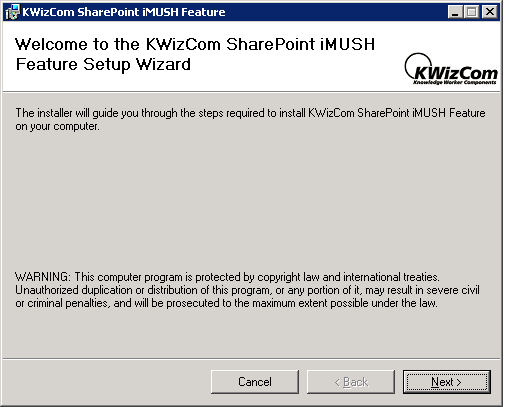 KWizCom SharePoint iMUSH Feature
Welcome to the KWizCom SharePoint iMUSH
Feature Setup Wizard
KWizCom
Knowledge Worker Components
The installer will guide you through the steps required to install KWizCom SharePoint iMUSH Feature
on your computer.
WARNING: This computer program is protected by copyright law and international treaties.
Unauthorized duplication or distribution of this program, or any portion of it, may result in severe civil
or criminal penalties, and will be prosecuted to the maximum extent possible under the law.
Cancel
< Back
Next >